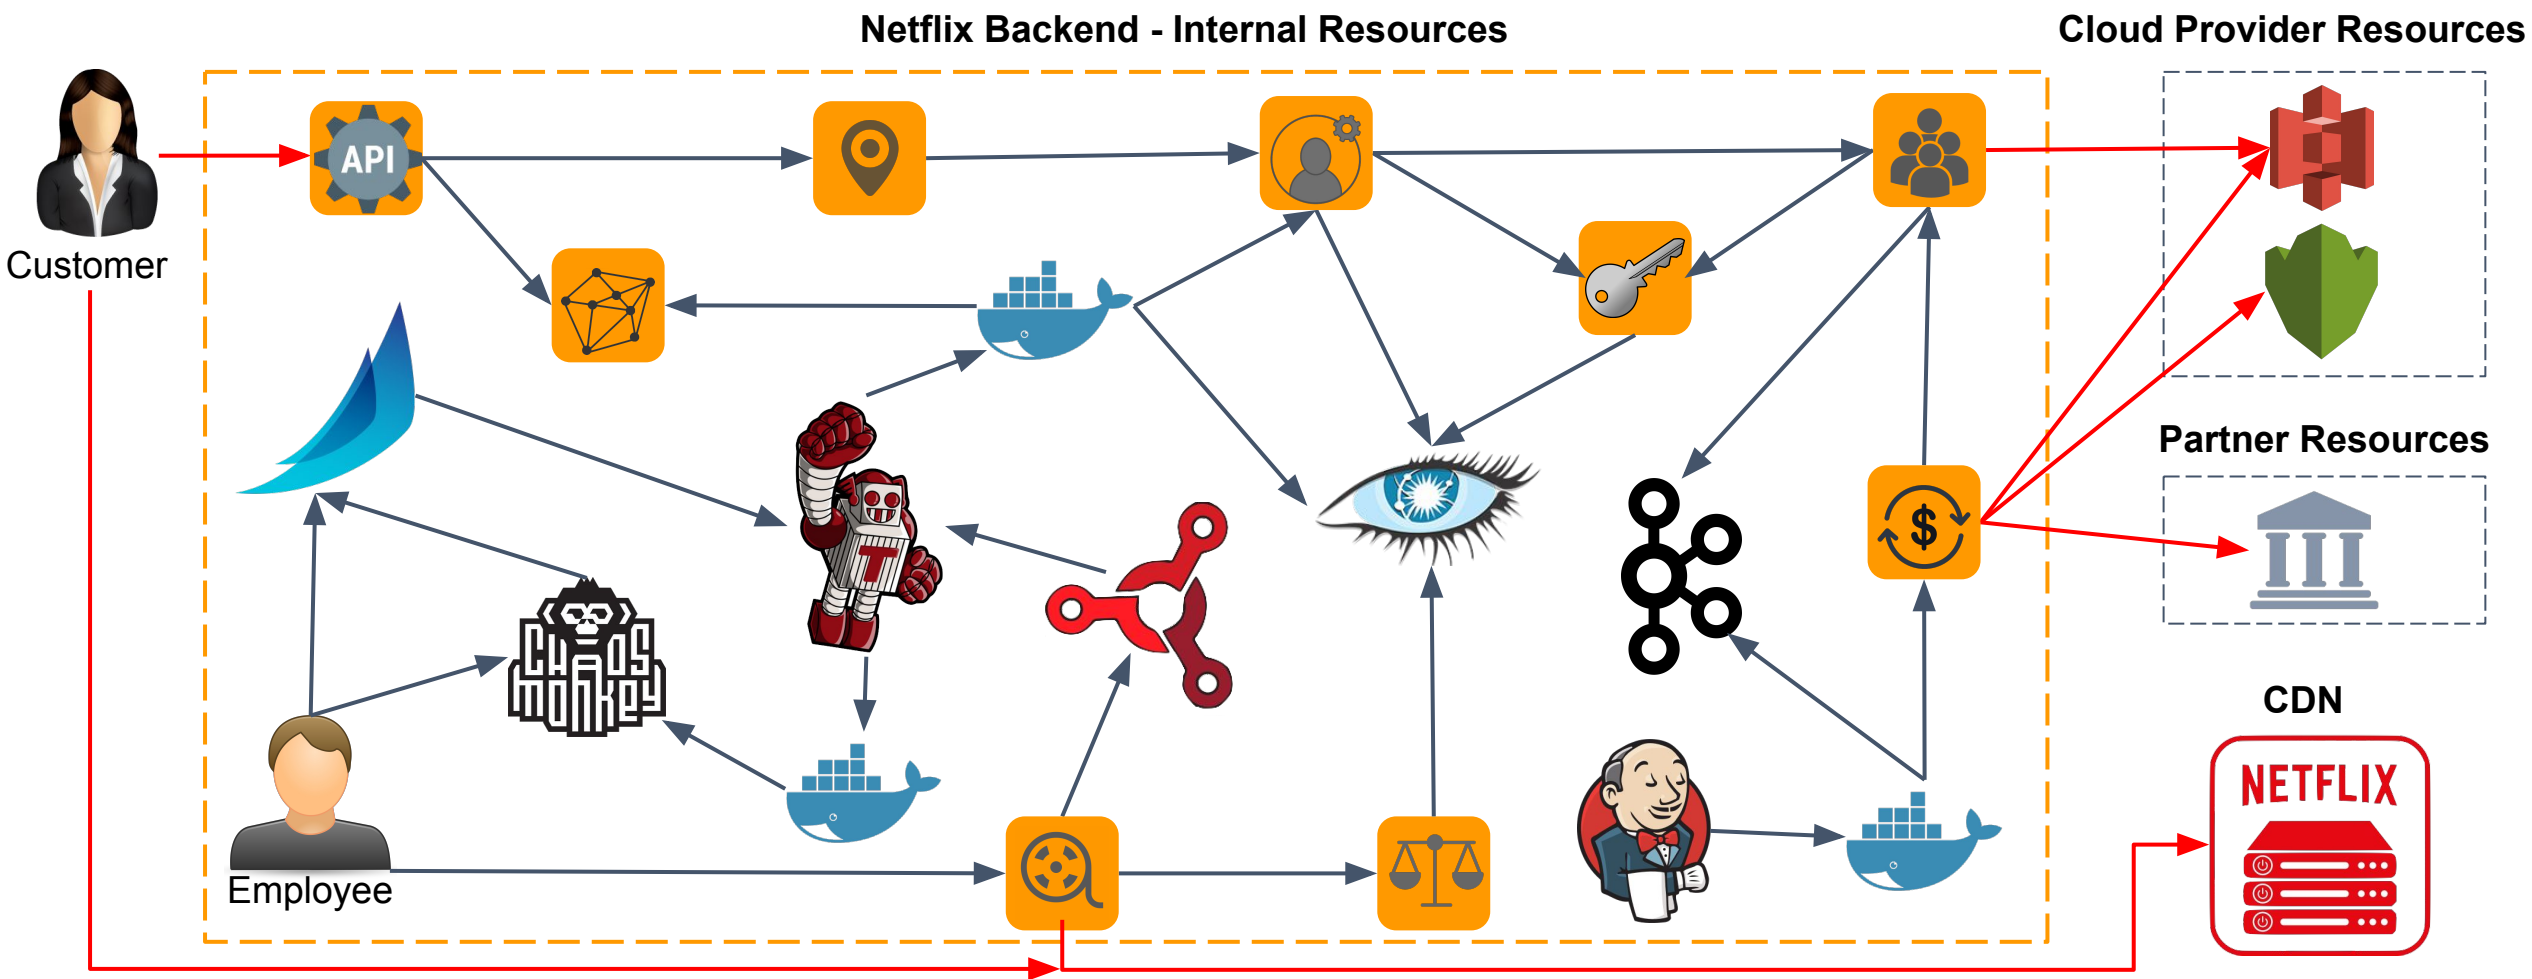 Netflix Backend - Internal Resources
Cloud Provider Resources
API
Customer
Partner Resources
T
$
CHAOS
MONKEY
CDN
NETFLIX
Employee